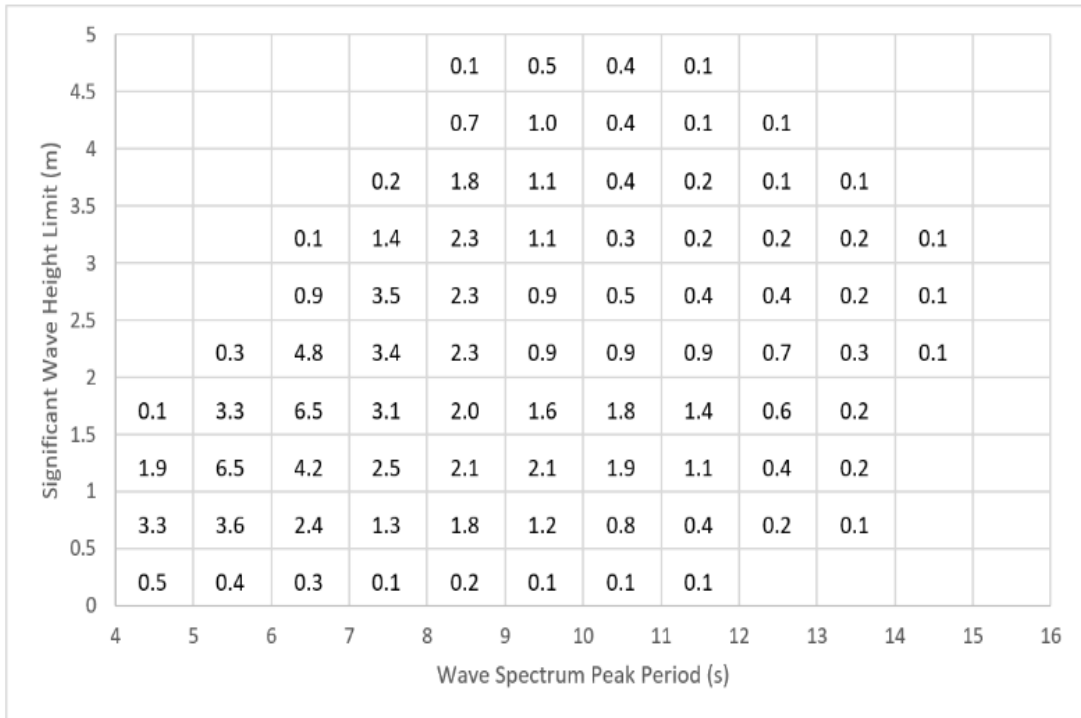 5
0.1 0.5 0.4 0.1
4.5
0.7 1.0 0.4 0.1 0.1
4
0.2 1.8 1.1 0.4 0.2 0.1 0.1
3.5
0.1 1.4 2.3 1.1 0.3 0.2 0.2 0.2 0.1
3
0.9 3.5 2.3 0.9 0.5 0.4 0.4 0.2 0.1
2.5
0.3 4.8 3.4 2.3 0.9 0.9 0.9 0.7 0.3 0.1
2
0.1 3.3 6.5 3.1 2.0 1.6 1.8 1.4 0.6 0.2
1.5
1.9 6.5 4.2 2.5 2.1 2.1 1.9 1.1 0.4 0.2
1
3.3 3.6 2.4 1.3 1.8 1.2 0.8 0.4 0.2 0.1
0.5
0.5 0.4 0.3 0.1 0.2 0.1 0.1 0.1
0
4 5 6 7 8 9 10 11 12 13 14 15 16
Significant Wave Height Limit (m)
Wave Spectrum Peak Period (s)